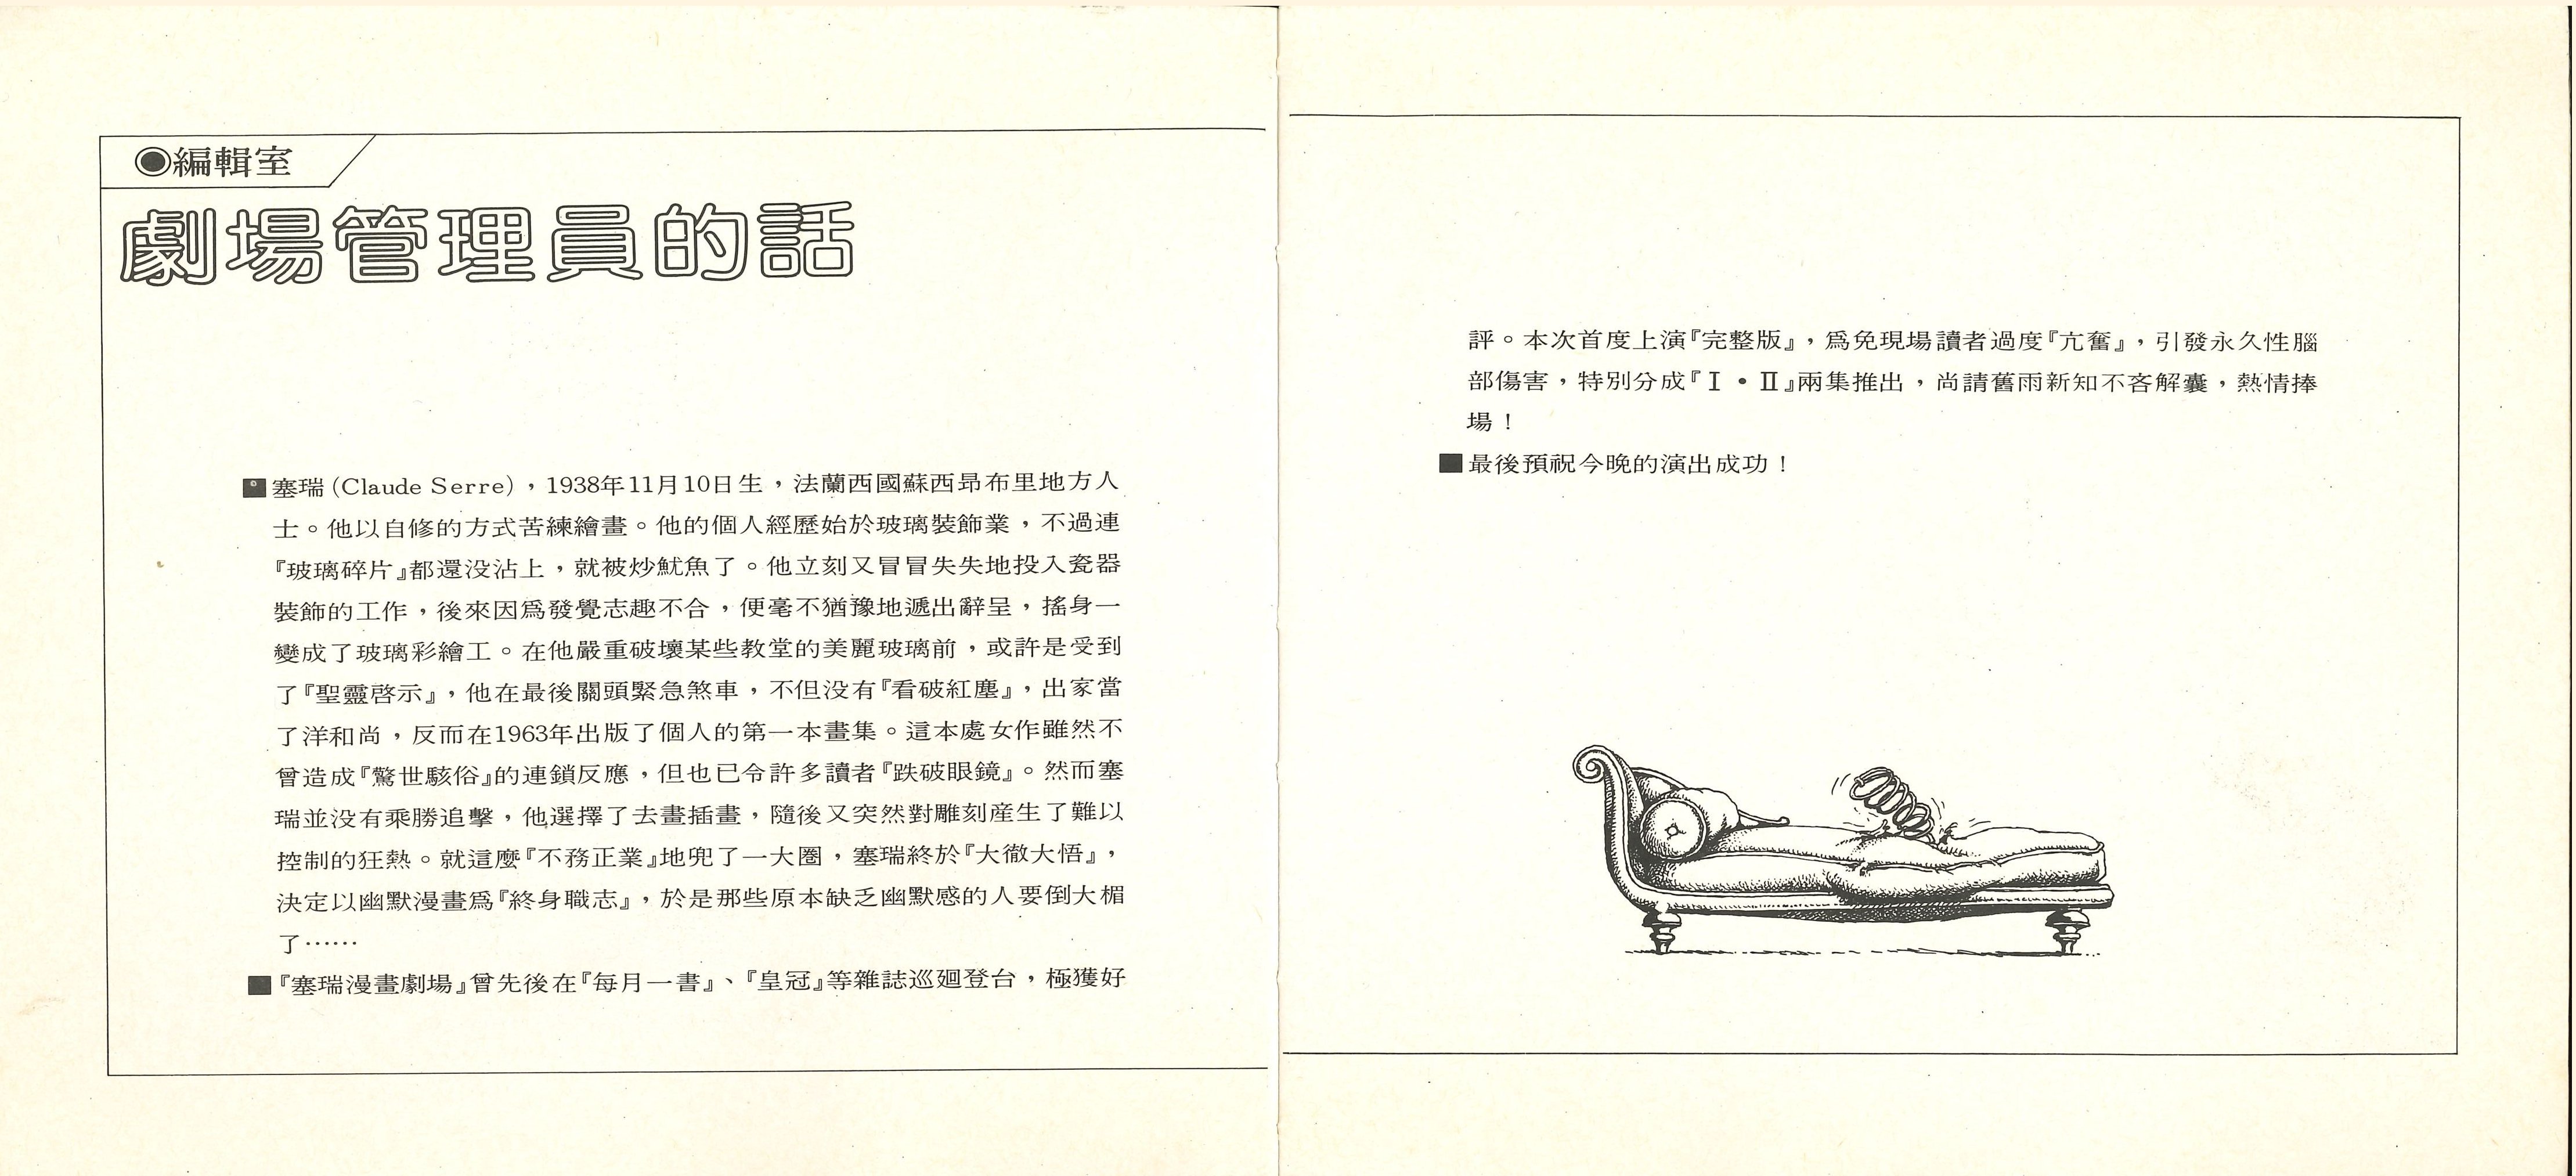 ◉編輯室
劇場管理員的話
■塞瑞(Claude Serre)，1938年11月10日生，法蘭西國蘇西昂布里地方人
士。他以自修的方式苦練繪畫。他的個人經歷始於玻璃裝飾業，不過連
『玻璃碎片』都還没沾上，就被炒魷魚了。他立刻又冒冒失失地投入瓷器
裝飾的工作，後來因爲發覺志趣不合，便毫不猶豫地遞出辭呈，搖身一
變成了玻璃彩繪工。在他嚴重破壞某些教堂的美麗玻璃前，或許是受到
了『聖靈啓示』，他在最後關頭緊急煞車，不但没有『看破紅塵』，出家當
了洋和尚，反而在1963年出版了個人的第一本畫集。這本處女作雖然不
曾造成『驚世駭俗』的連鎖反應，但也已令許多讀者『跌破眼鏡』。然而塞
瑞並没有乘勝追擊，他選擇了去畫插畫，隨後又突然對雕刻産生了難以
控制的狂熱。就這麼『不務正業』地兜了一大圈，塞瑞終於『大徹大悟』，
決定以幽默漫畫爲『終身職志』，於是那些原本缺乏幽默感的人要倒大楣
了……
■『塞瑞漫畫劇場』曾先後在『每月一書』、『皇冠』等雜誌巡廻登台，極獲好
評。本次首度上演『完整版』，爲免現場讀者過度『亢奮』，引發永久性腦
部傷害，特別分成『Ⅰ•Ⅱ』兩集推出，尚請舊雨新知不吝解囊，熱情捧
場！
■最後預祝今晚的演出成功！